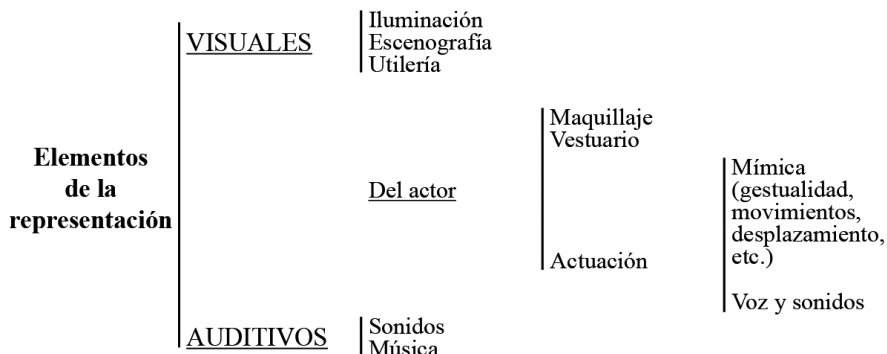 Elementos
de la
representación
VISUALES
Iluminación
Escenografía
Utilería
Del actor
Maquillaje
Vestuario
Actuación
Mímica
(gestualidad,
movimientos,
desplazamiento,
etc.)
Voz y sonidos
AUDITIVOS
Sonidos
Música